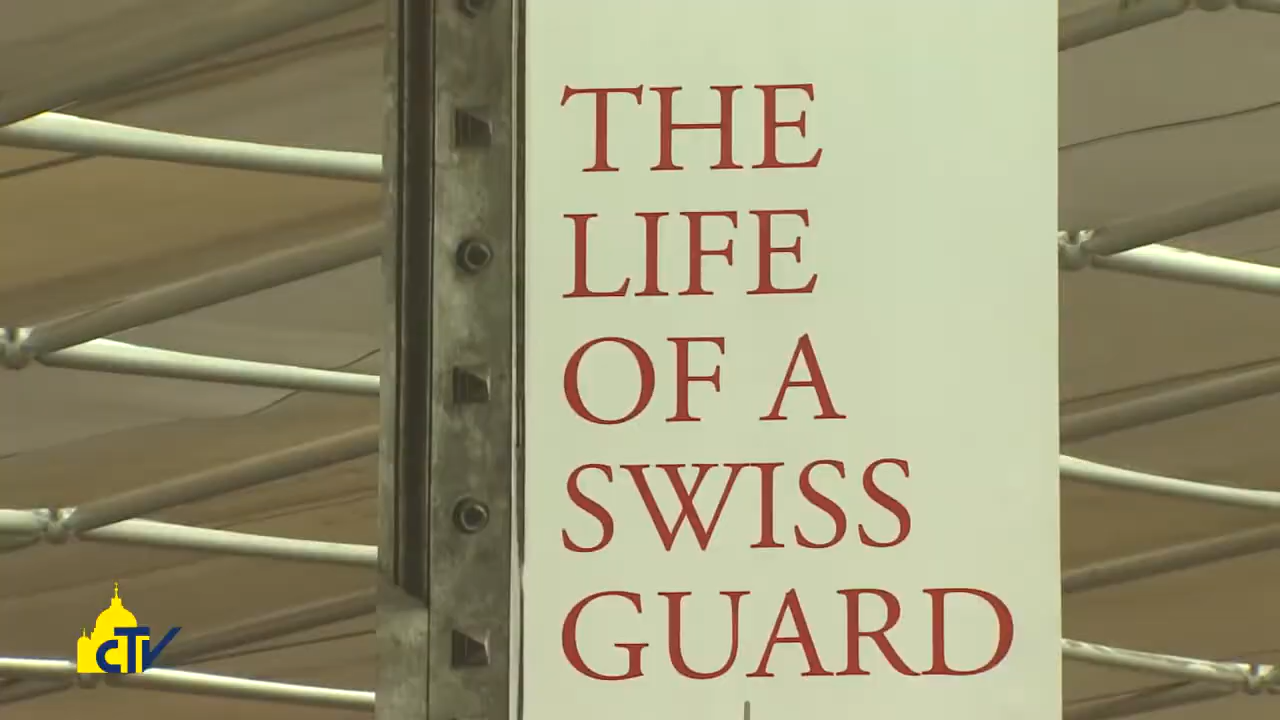 THE
LIFE
OF A
SWISS
GUARD
CTV